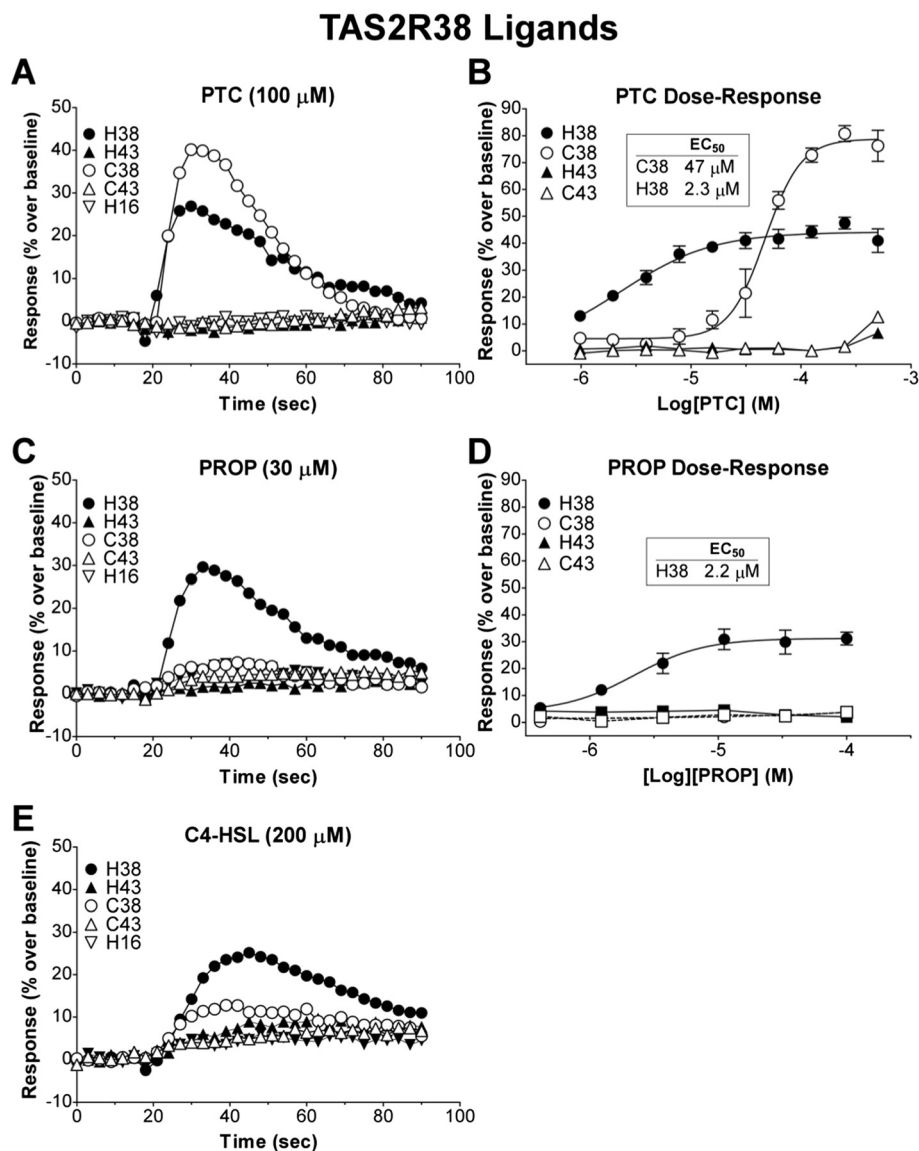 TAS2R38 Ligands
A
PTC (100 μM)
Response (% over baseline)
50
40
30
20
10
0
-10
H38
H43
C38
C43
H16
0 20 40 60 80 100
Time (sec)
B
PTC Dose-Response
Response (% over baseline)
90
80
70
60
50
40
30
20
10
0
H38
C38
H43
C43
EC50
C38 47 μM
H38 2.3 μM
-6 -5 -4 -3
Log[PTC] (M)
C
PROP (30 μM)
Response (% over baseline)
50
40
30
20
10
0
-10
H38
H43
C38
C43
H16
0 20 40 60 80 100
Time (sec)
D
PROP Dose-Response
Response (% over baseline)
90
80
70
60
50
40
30
20
10
0
H38
C38
H43
C43
EC50
H38 2.2 μM
-6 -5 -4
[Log][PROP] (M)
E
C4-HSL (200 μM)
Response (% over baseline)
50
40
30
20
10
0
-10
H38
H43
C38
C43
H16
0 20 40 60 80 100
Time (sec)